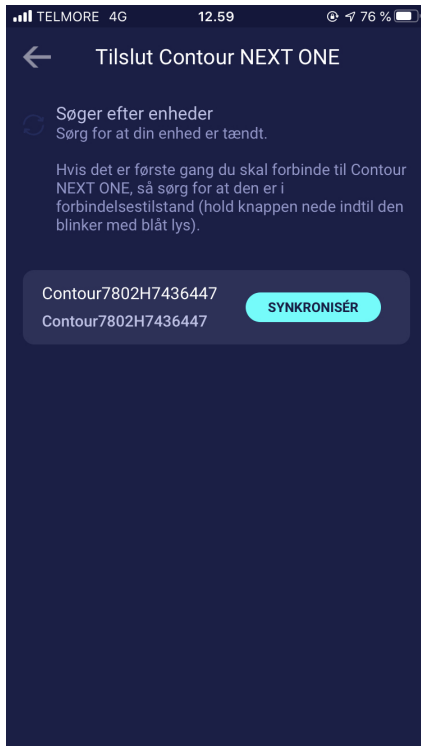 TELMORE 4G 12.59 76 %
Tilslut Contour NEXT ONE
Søger efter enheder
Sørg for at din enhed er tændt.
Hvis det er første gang du skal forbinde til Contour
NEXT ONE, så sørg for at den er i
forbindelsestilstand (hold knappen nede indtil den
blinker med blåt lys).
Contour7802H7436447
SYNKRONISÉR
Contour7802H7436447